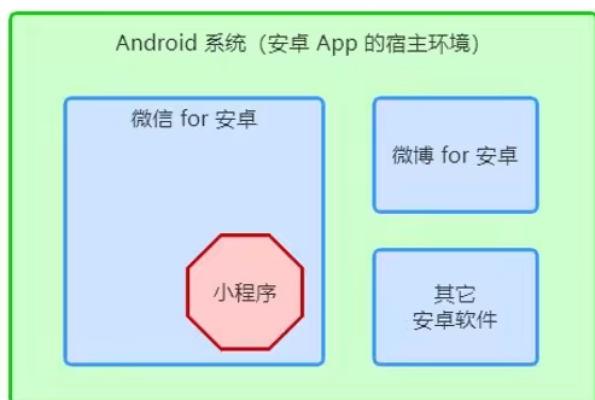 Android 系统（安卓 App 的宿主环境）
微信 for 安卓
小程序
微博 for 安卓
其它
安卓软件